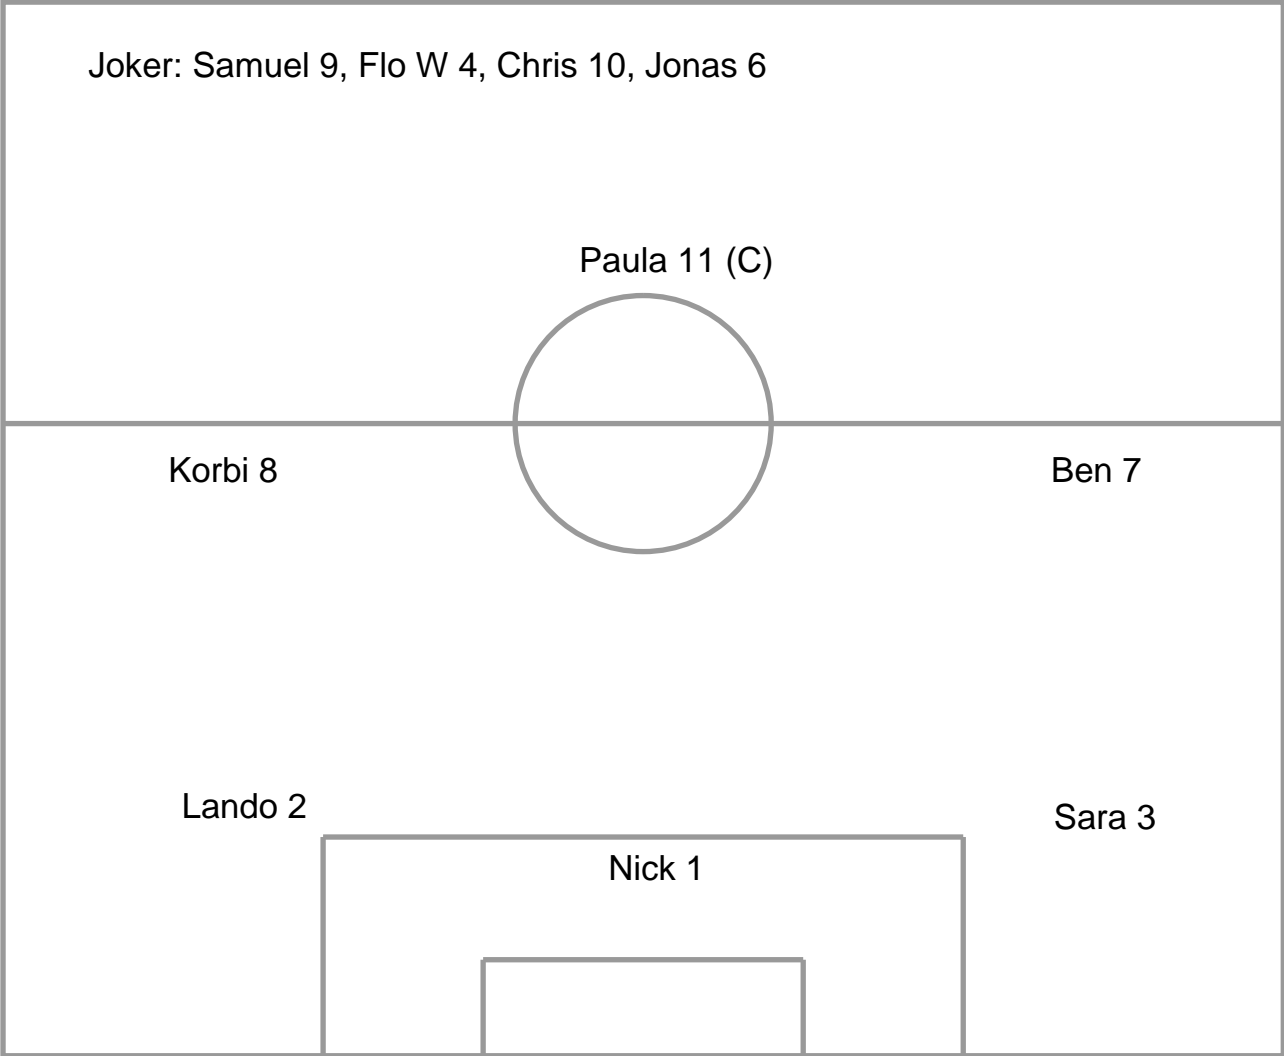 Joker: Samuel 9, Flo W 4, Chris 10, Jonas 6
Paula 11 (C)
Korbi 8
Ben 7
Lando 2
Sara 3
Nick 1